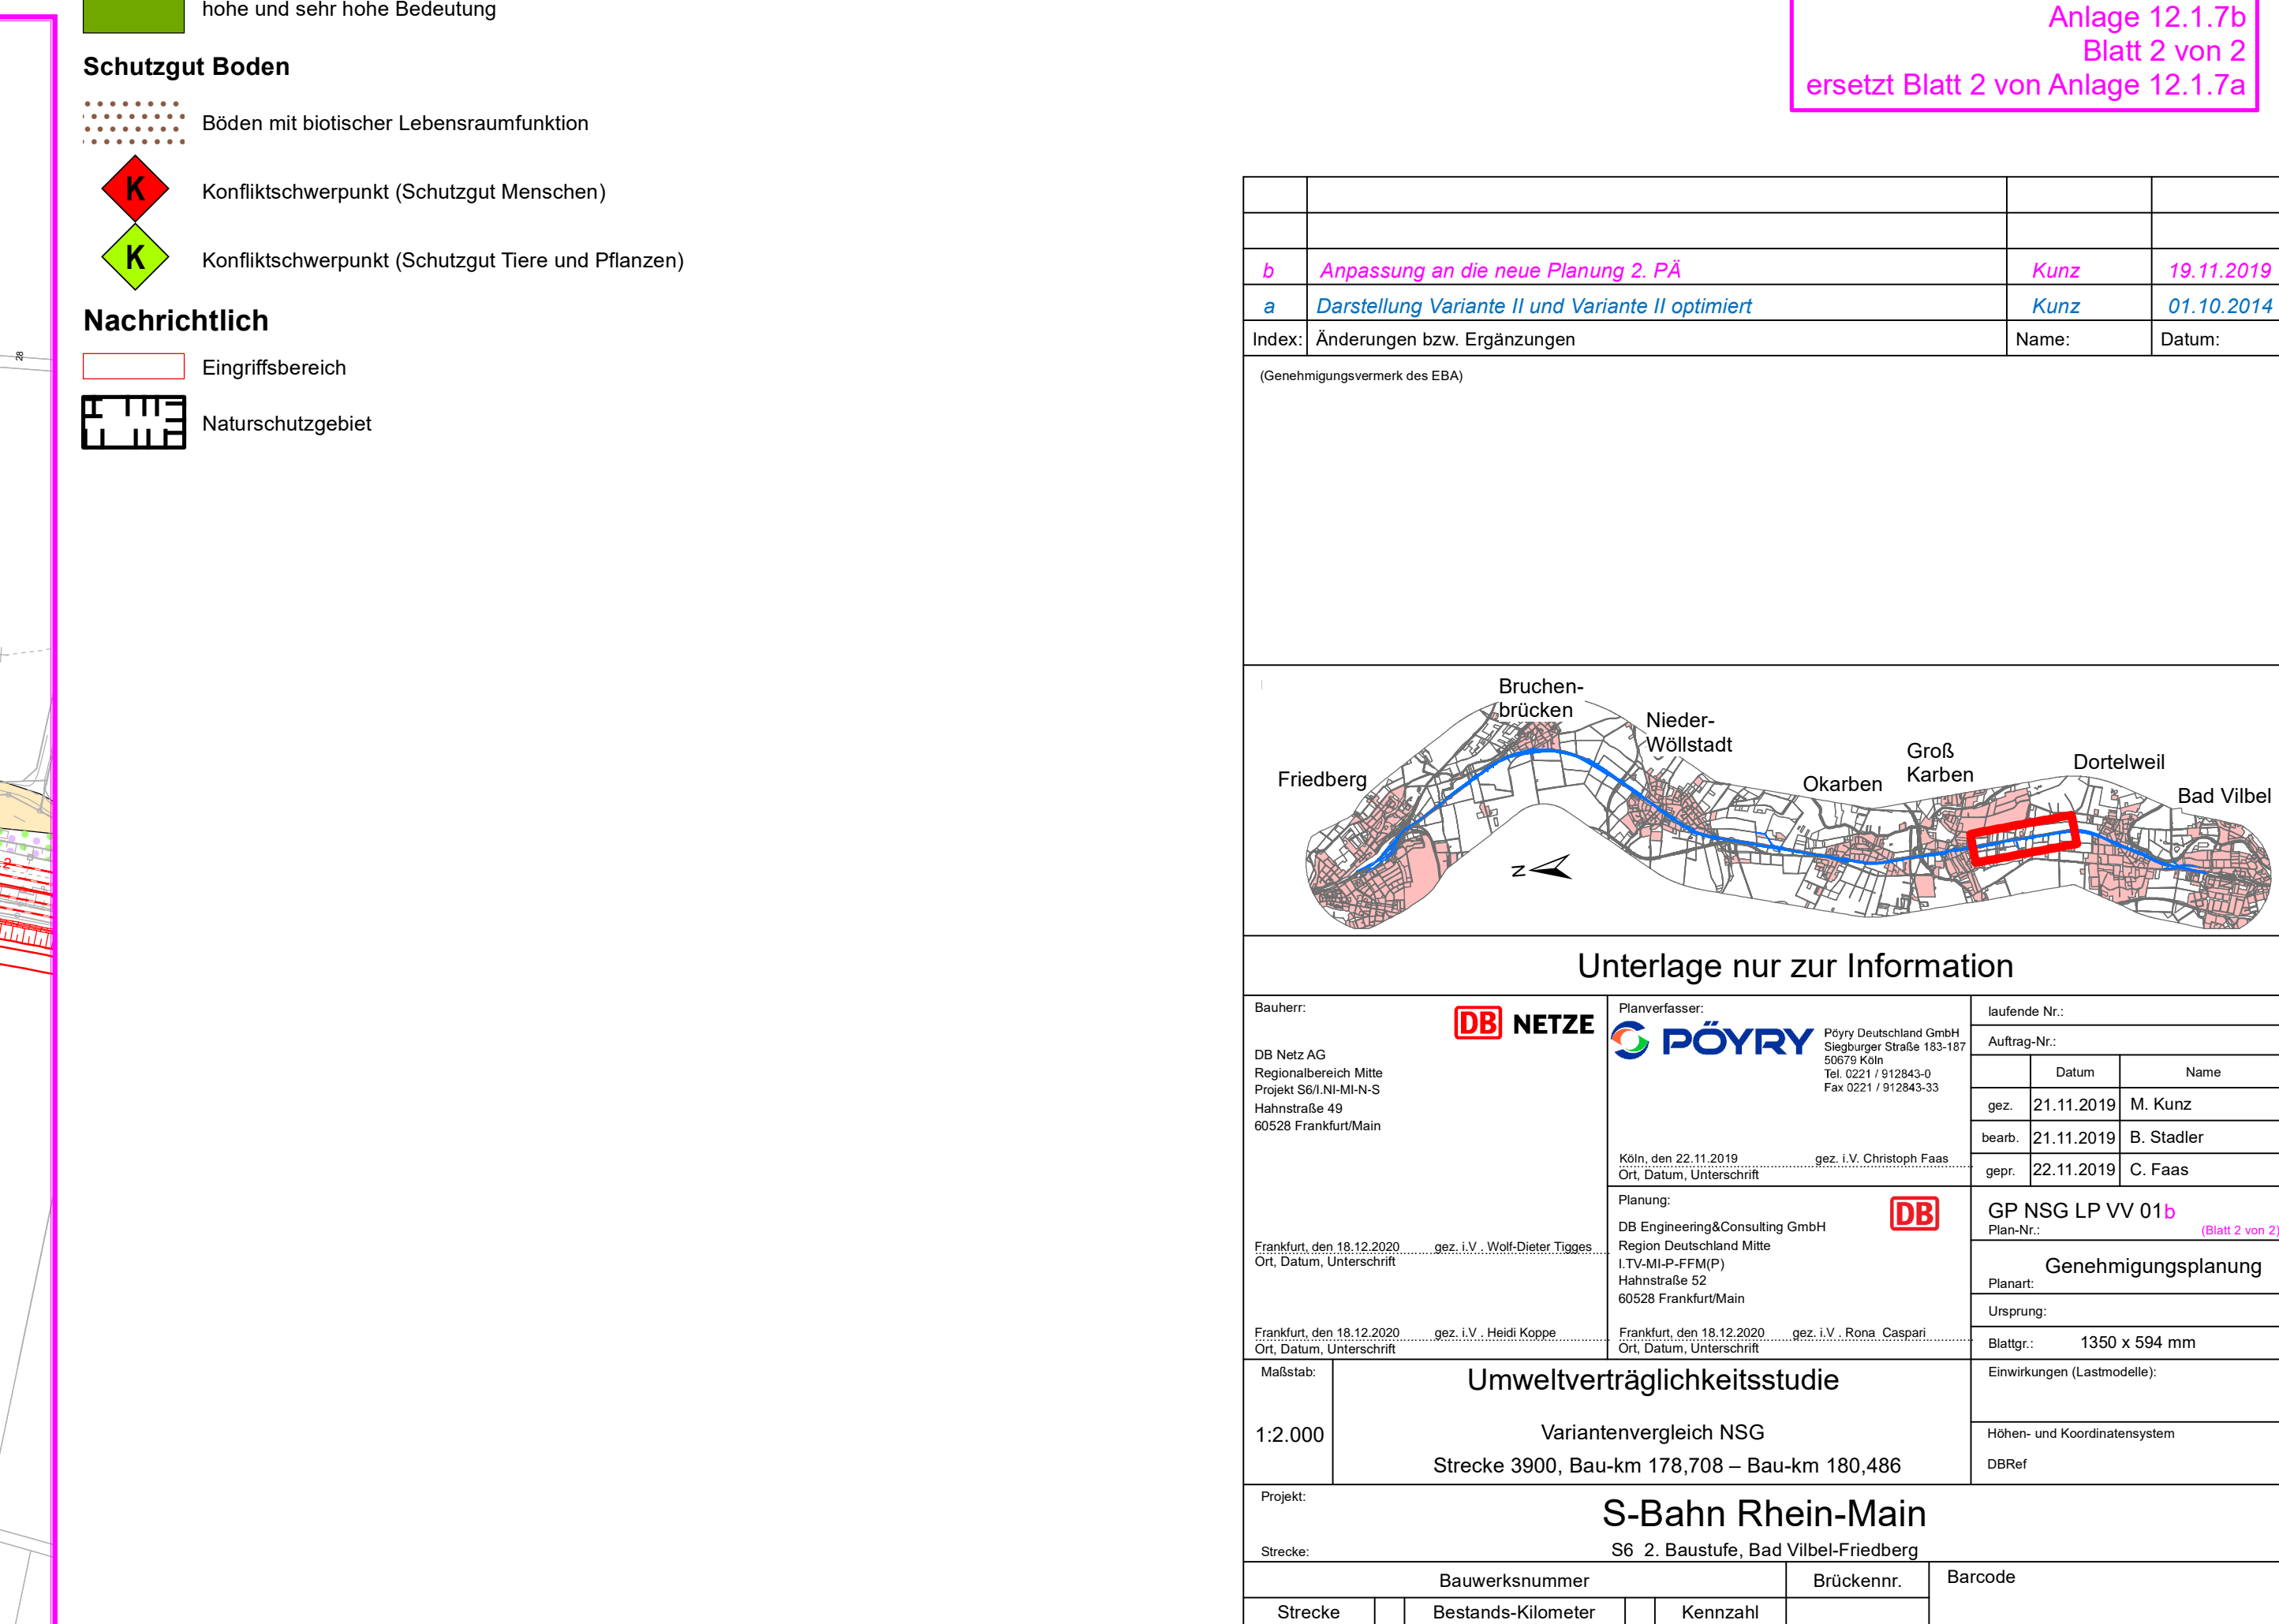 hohe und sehr hohe Bedeutung
Schutzgut Boden
Böden mit biotischer Lebensraumfunktion
K
Konfliktschwerpunkt (Schutzgut Menschen)
K
Konfliktschwerpunkt (Schutzgut Tiere und Pflanzen)
Nachrichtlich
Eingriffsbereich
Naturschutzgebiet
28
2
Anlage 12.1.7b
Blatt 2 von 2
ersetzt Blatt 2 von Anlage 12.1.7a
b Anpassung an die neue Planung 2. PÄ Kunz 19.11.2019
a Darstellung Variante II und Variante II optimiert Kunz 01.10.2014
Index: Änderungen bzw. Ergänzungen Name: Datum:
(Genehmigungsvermerk des EBA)
Bruchen-
brücken
Nieder-
Wöllstadt
Groß
Karben
Dortelweil
Friedberg
Okarben
Bad Vilbel
N
Unterlage nur zur Information
Bauherr:
DB NETZE
DB Netz AG
Regionalbereich Mitte
Projekt S6/I.NI-MI-N-S
Hahnstraße 49
60528 Frankfurt/Main
Frankfurt, den 18.12.2020 gez. i.V . Wolf-Dieter Tigges
Ort, Datum, Unterschrift
Frankfurt, den 18.12.2020 gez. i.V . Heidi Koppe
Ort, Datum, Unterschrift
Planverfasser:
PÖYRY
Pöyry Deutschland GmbH
Siegburger Straße 183-187
50679 Köln
Tel. 0221 / 912843-0
Fax 0221 / 912843-33
Köln, den 22.11.2019 gez. i.V. Christoph Faas
Ort, Datum, Unterschrift
Planung:
DB
DB Engineering&Consulting GmbH
Region Deutschland Mitte
I.TV-MI-P-FFM(P)
Hahnstraße 52
60528 Frankfurt/Main
Frankfurt, den 18.12.2020 gez. i.V . Rona Caspari
Ort, Datum, Unterschrift
laufende Nr.:
Auftrag-Nr.:
Datum Name
gez. 21.11.2019 M. Kunz
bearb. 21.11.2019 B. Stadler
gepr. 22.11.2019 C. Faas
GP NSG LP VV 01b
Plan-Nr.: (Blatt 2 von 2)
Genehmigungsplanung
Planart:
Ursprung:
Blattgr.: 1350 x 594 mm
Einwirkungen (Lastmodelle):
Höhen- und Koordinatensystem
DBRef
Maßstab:
1:2.000
Umweltverträglichkeitsstudie
Variantenvergleich NSG
Strecke 3900, Bau-km 178,708 – Bau-km 180,486
Projekt:
S-Bahn Rhein-Main
Strecke: S6 2. Baustufe, Bad Vilbel-Friedberg
Bauwerksnummer Brückennr. Barcode
Strecke Bestands-Kilometer Kennzahl